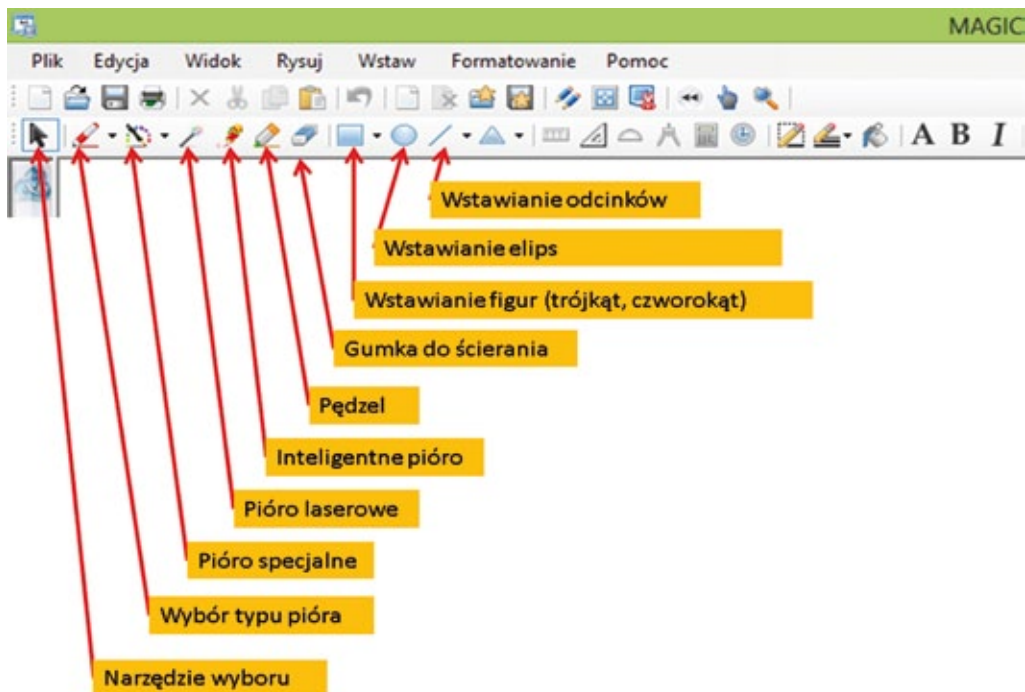 MAGIC
Plik Edycja Widok Rysuj Wstaw Formatowanie Pomoc
A B I
Wstawianie odcinków
Wstawianie elips
Wstawianie figur (trójkąt, czworokąt)
Gumka do ścierania
Pędzel
Inteligentne pióro
Pióro laserowe
Pióro specjalne
Wybór typu pióra
Narzędzie wyboru